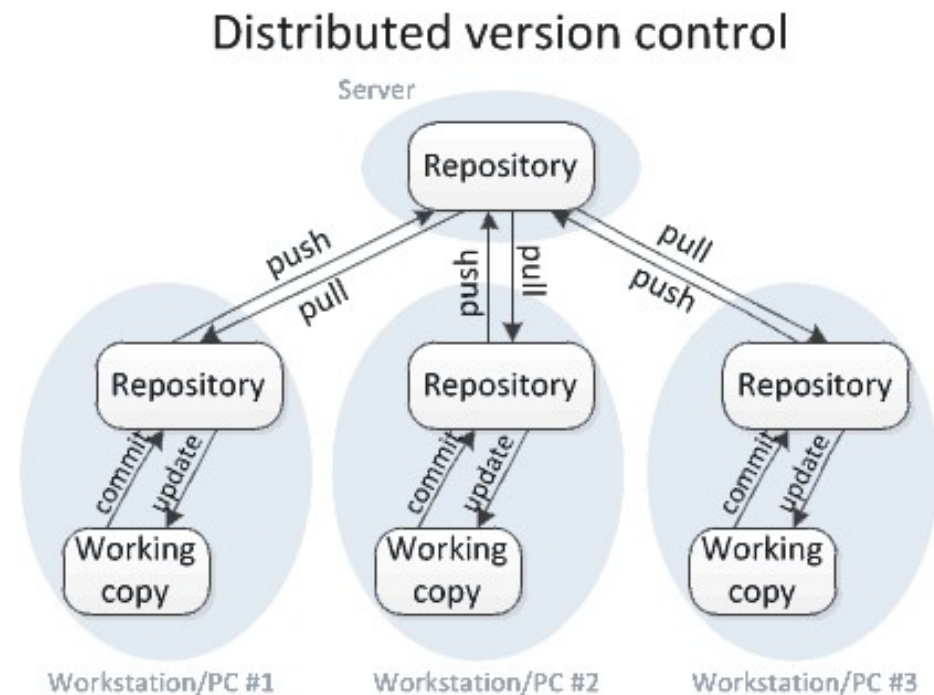 Distributed version control
Server
Repository
push
pull
push
pull
pull
push
Repository
Repository
Repository
commit
update
commit
update
commit
update
Working
copy
Working
copy
Working
copy
Workstation/PC #1
Workstation/PC #2
Workstation/PC #3